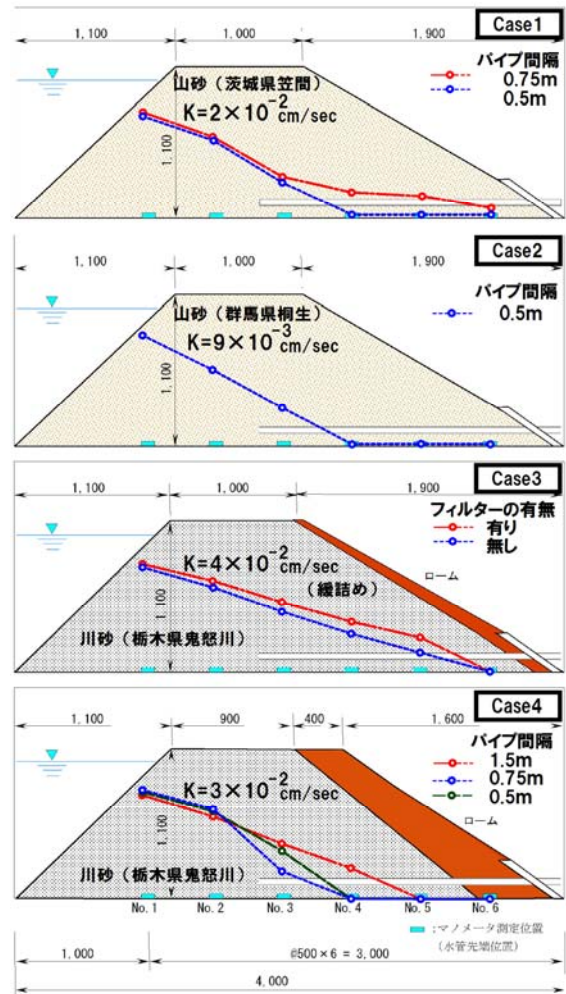 1,100 1,000 1,900
Case1
パイプ間隔
0.75m
0.5m
山砂（茨城県笠間）
K=2×10⁻²cm/sec
1,100
Case2
1,100 1,000 1,900
パイプ間隔
0.5m
山砂（群馬県桐生）
K=9×10⁻³cm/sec
1,100
Case3
1,100 1,000 1,900
フィルターの有無
有り
無し
K=4×10⁻²cm/sec
（緩詰め）
ローム
1,100
川砂（栃木県鬼怒川）
Case4
1,100 900 400 1,600
パイプ間隔
1.5m
0.75m
0.5m
K=3×10⁻²cm/sec
ローム
1,100
川砂（栃木県鬼怒川）
No.1 No.2 No.3 No.4 No.5 No.6
:マノメータ測定位置
（水管先端位置）
1,000 @500×6=3,000
4,000